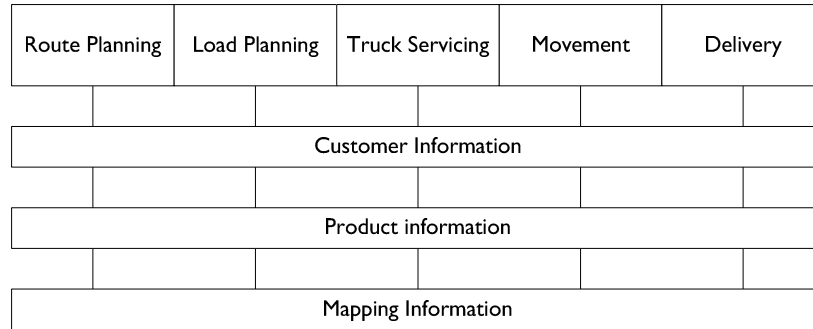 Route Planning Load Planning Truck Servicing Movement Delivery
Customer Information
Product information
Mapping Information